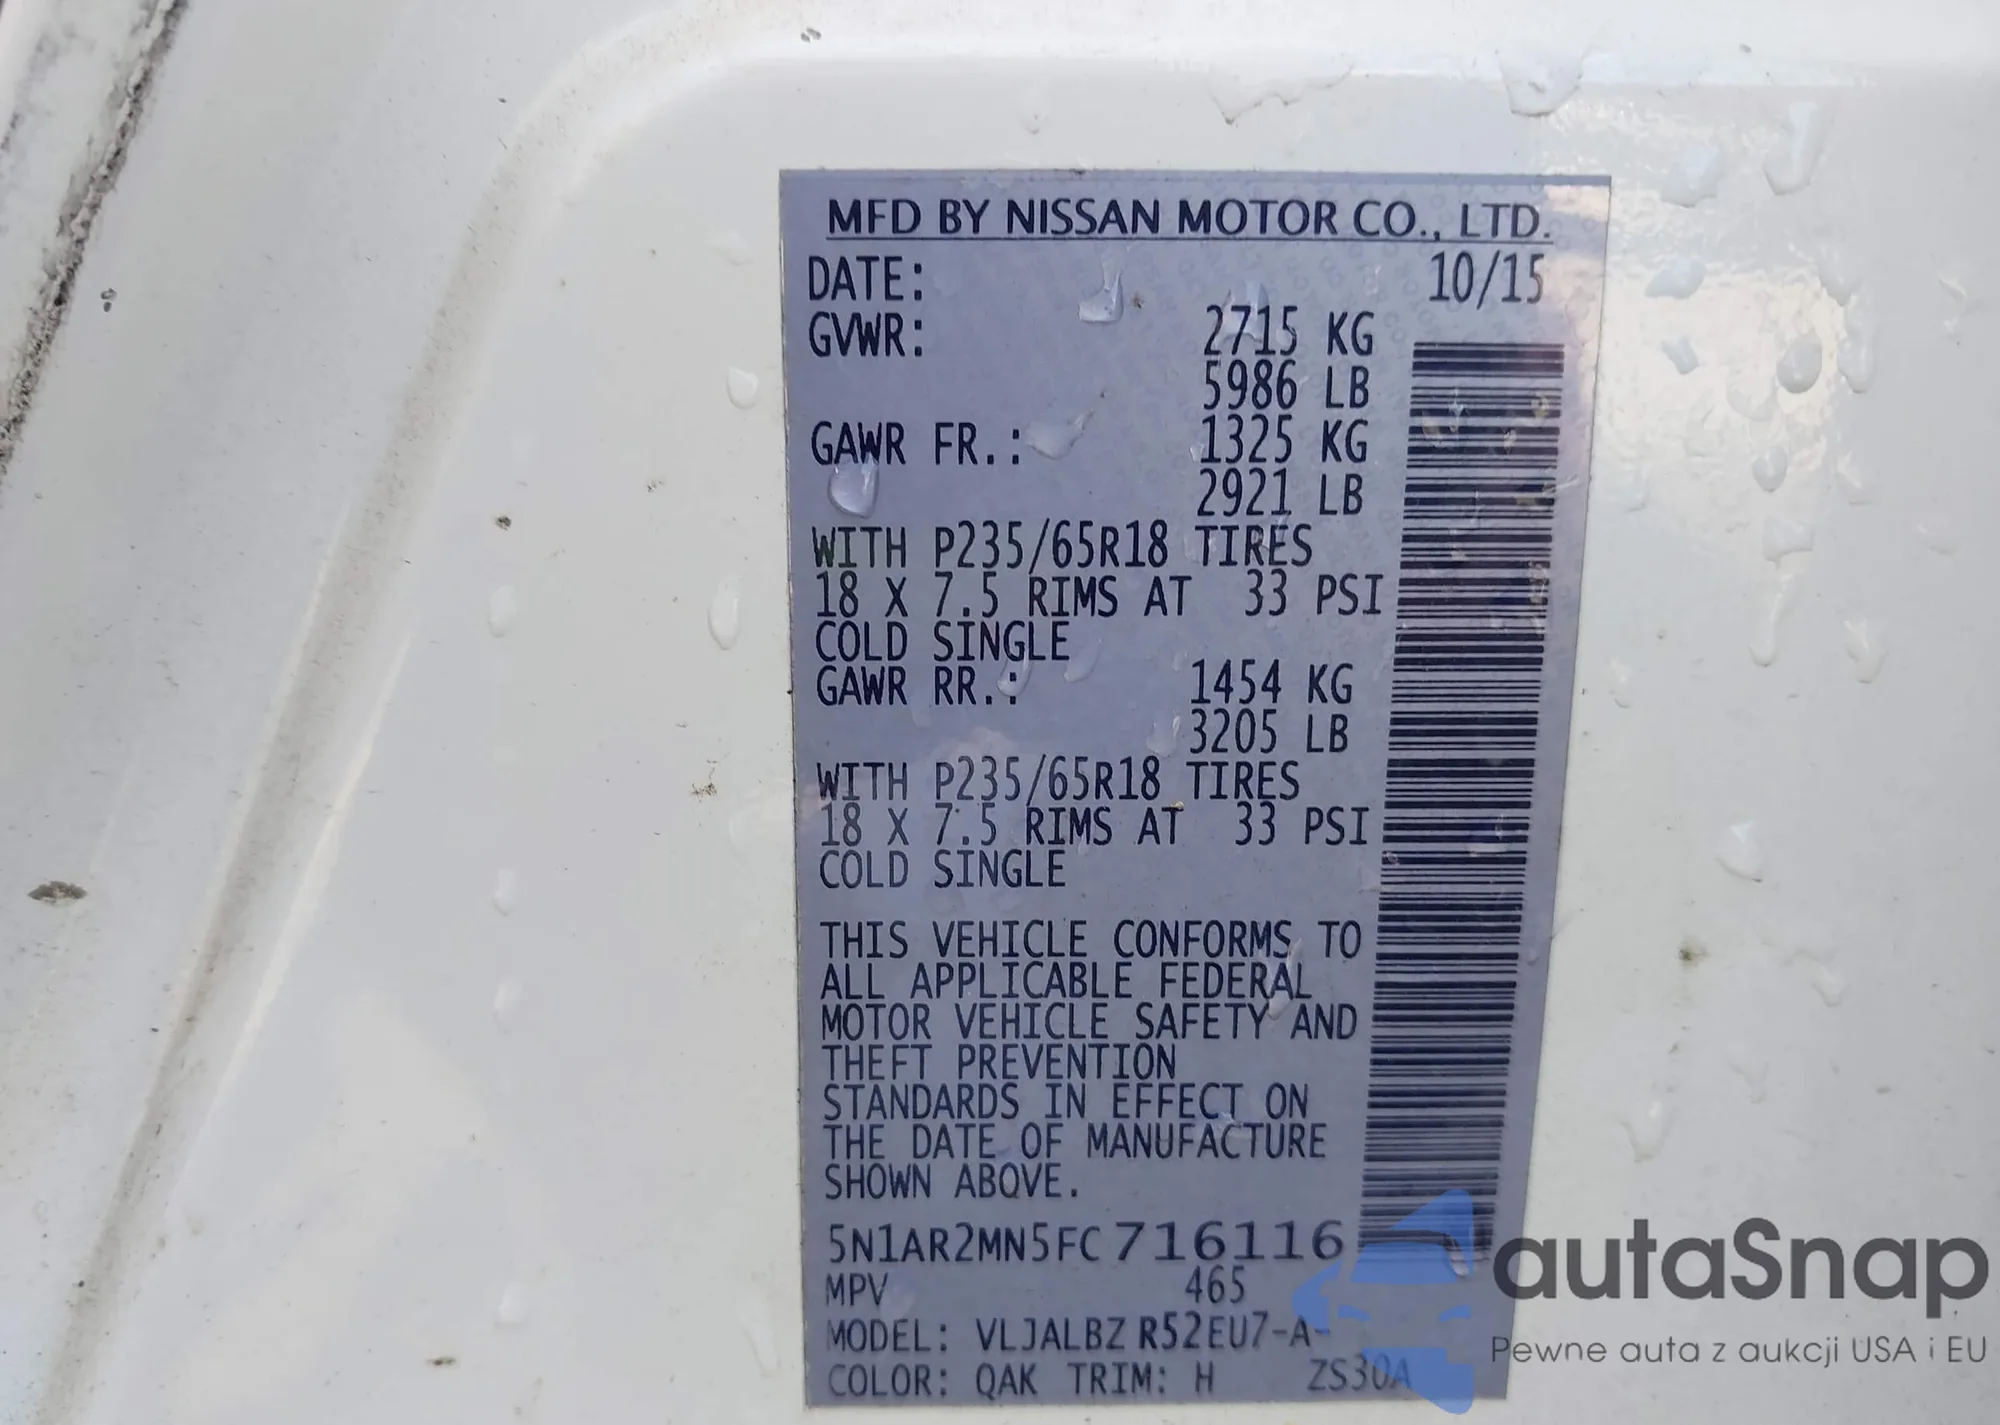 MFD BY NISSAN MOTOR CO., LTD.
DATE: 10/15
GVWR: 2715 KG
5986 LB
GAWR FR.: 1325 KG
2921 LB
WITH P235/65R18 TIRES
18 X 7.5 RIMS AT 33 PSI
COLD SINGLE
GAWR RR.: 1454 KG
3205 LB
WITH P235/65R18 TIRES
18 X 7.5 RIMS AT 33 PSI
COLD SINGLE
THIS VEHICLE CONFORMS TO
ALL APPLICABLE FEDERAL
MOTOR VEHICLE SAFETY AND
THEFT PREVENTION
STANDARDS IN EFFECT ON
THE DATE OF MANUFACTURE
SHOWN ABOVE.
5N1AR2MN5FC716116
MPV 465
MODEL: VLJALBZ R52EU7-A-
COLOR: QAK TRIM: H ZS30A
autaSnap
Pewne auta z aukcji USA i EU